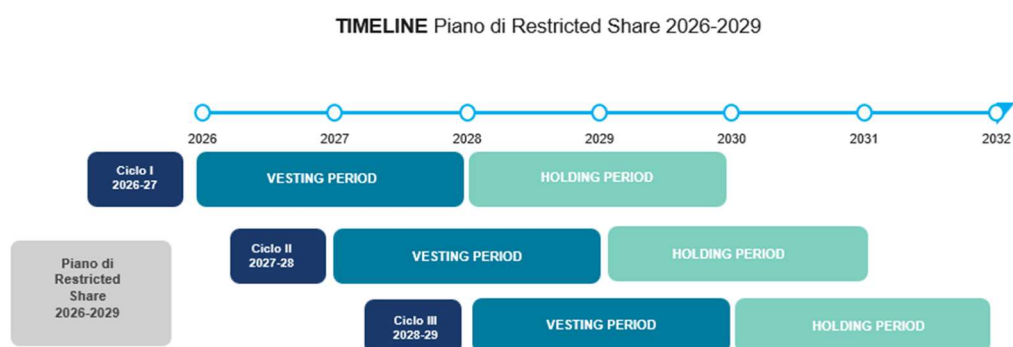 TIMELINE Piano di Restricted Share 2026-2029
2026 2027 2028 2029 2030 2031 2032
Ciclo I
2026-27
VESTING PERIOD
HOLDING PERIOD
Ciclo II
2027-28
VESTING PERIOD
HOLDING PERIOD
Piano di
Restricted
Share
2026-2029
Ciclo III
2028-29
VESTING PERIOD
HOLDING PERIOD